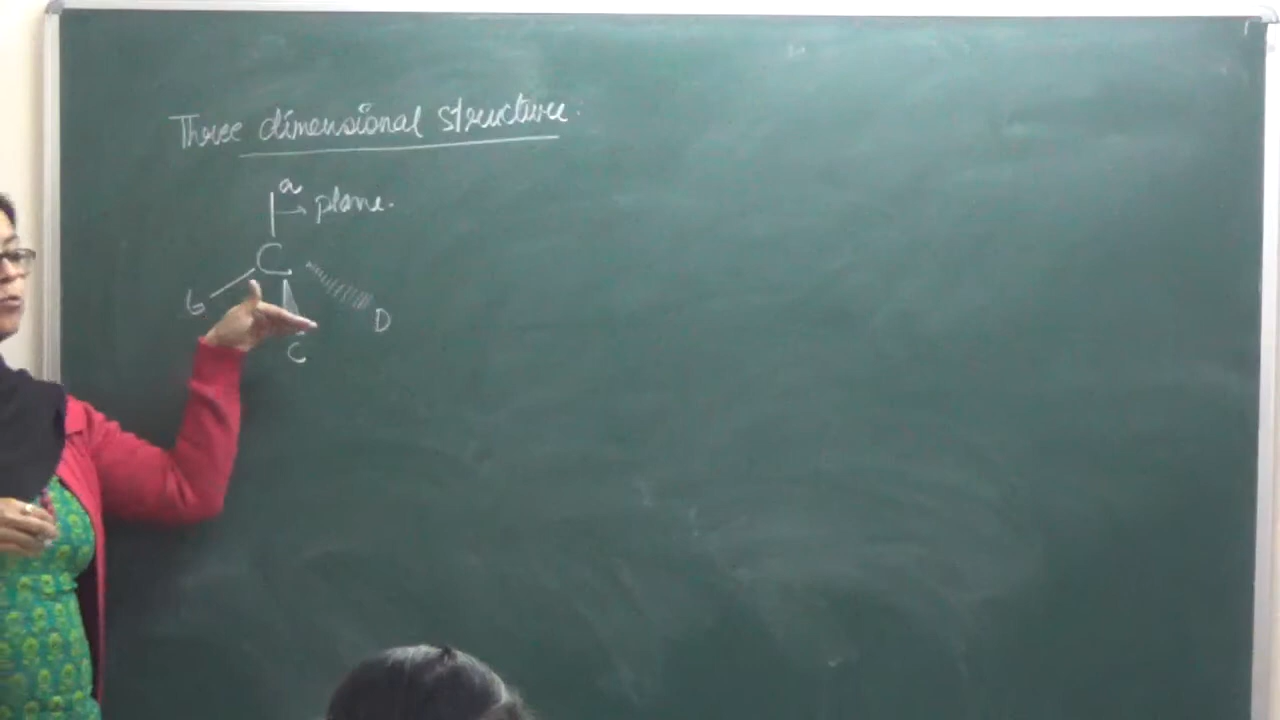 Three dimensional structure.
a
→ plane.
C
b
D
C